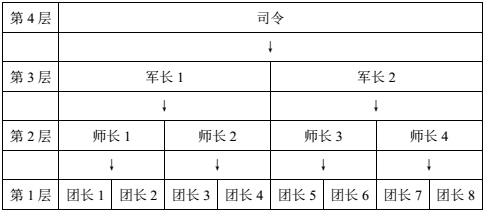 第 4 层 司令
↓
第 3 层 军长 1 军长 2
↓ ↓
第 2 层 师长 1 师长 2 师长 3 师长 4
↓ ↓ ↓ ↓
第 1 层 团长 1 团长 2 团长 3 团长 4 团长 5 团长 6 团长 7 团长 8